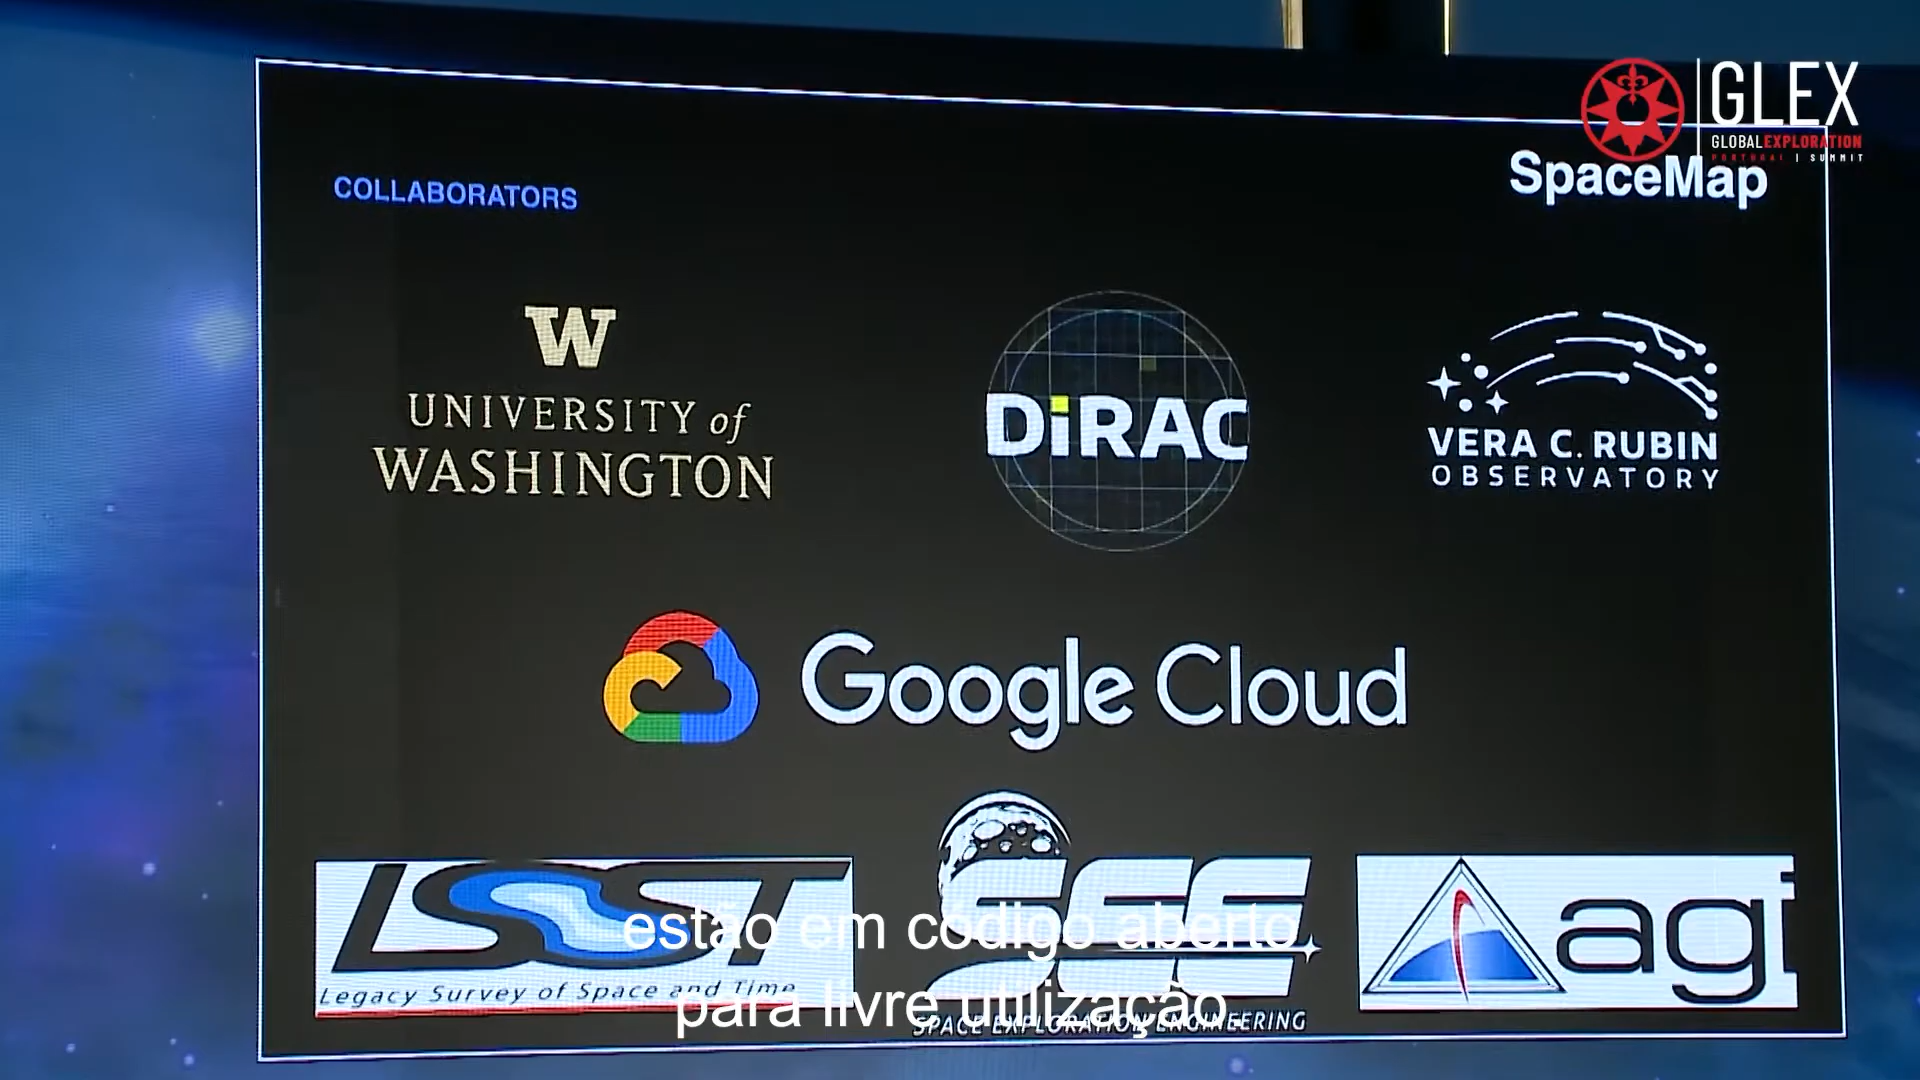 GLEX
GLOBALEXPLORATION
PORTUGAL | SUMMIT
COLLABORATORS
SpaceMap
W
UNIVERSITY of
WASHINGTON
DiRAC
VERA C. RUBIN
OBSERVATORY
Google Cloud
LSST
Legacy Survey of Space and Time
SEE
SPACE EXPLORATION ENGINEERING
agi
estão em código aberto
para livre utilização.